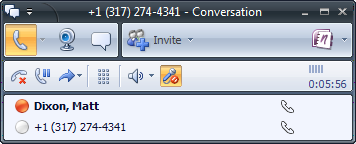 +1 (317) 274-4341 - Conversation
Invite
0:05:56
Dixon, Matt
+1 (317) 274-4341